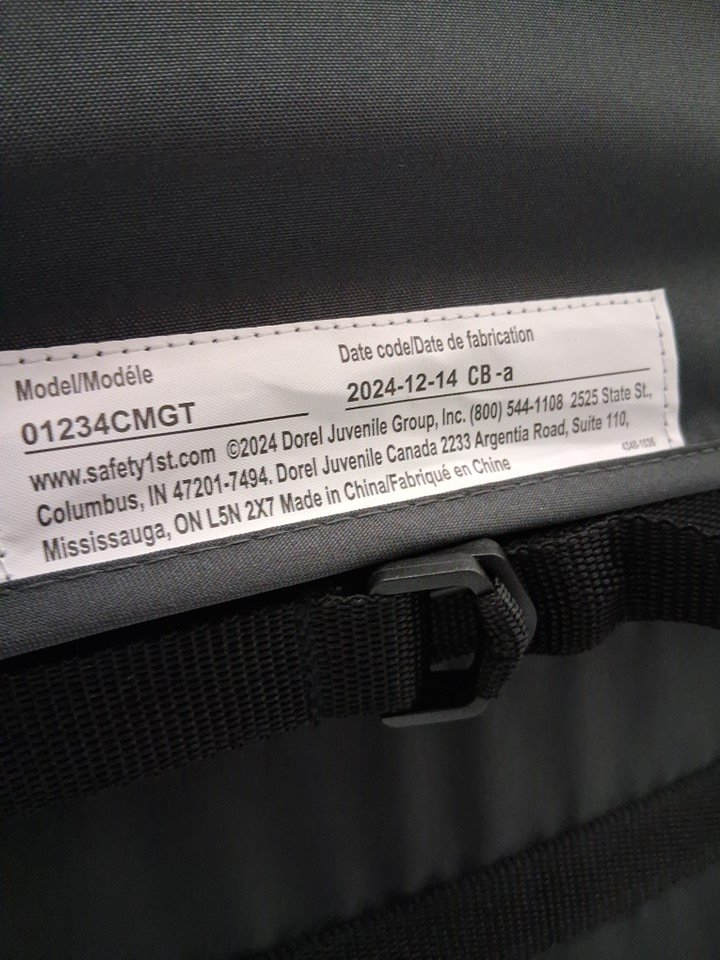 Model/Modéle
01234CMGT
Date code/Date de fabrication
2024-12-14 CB-a
www.safety1st.com ©2024 Dorel Juvenile Group, Inc. (800) 544-1108 2525 State St.,
Columbus, IN 47201-7494. Dorel Juvenile Canada 2233 Argentia Road, Suite 110,
Mississauga, ON L5N 2X7 Made in China/Fabriqué en Chine